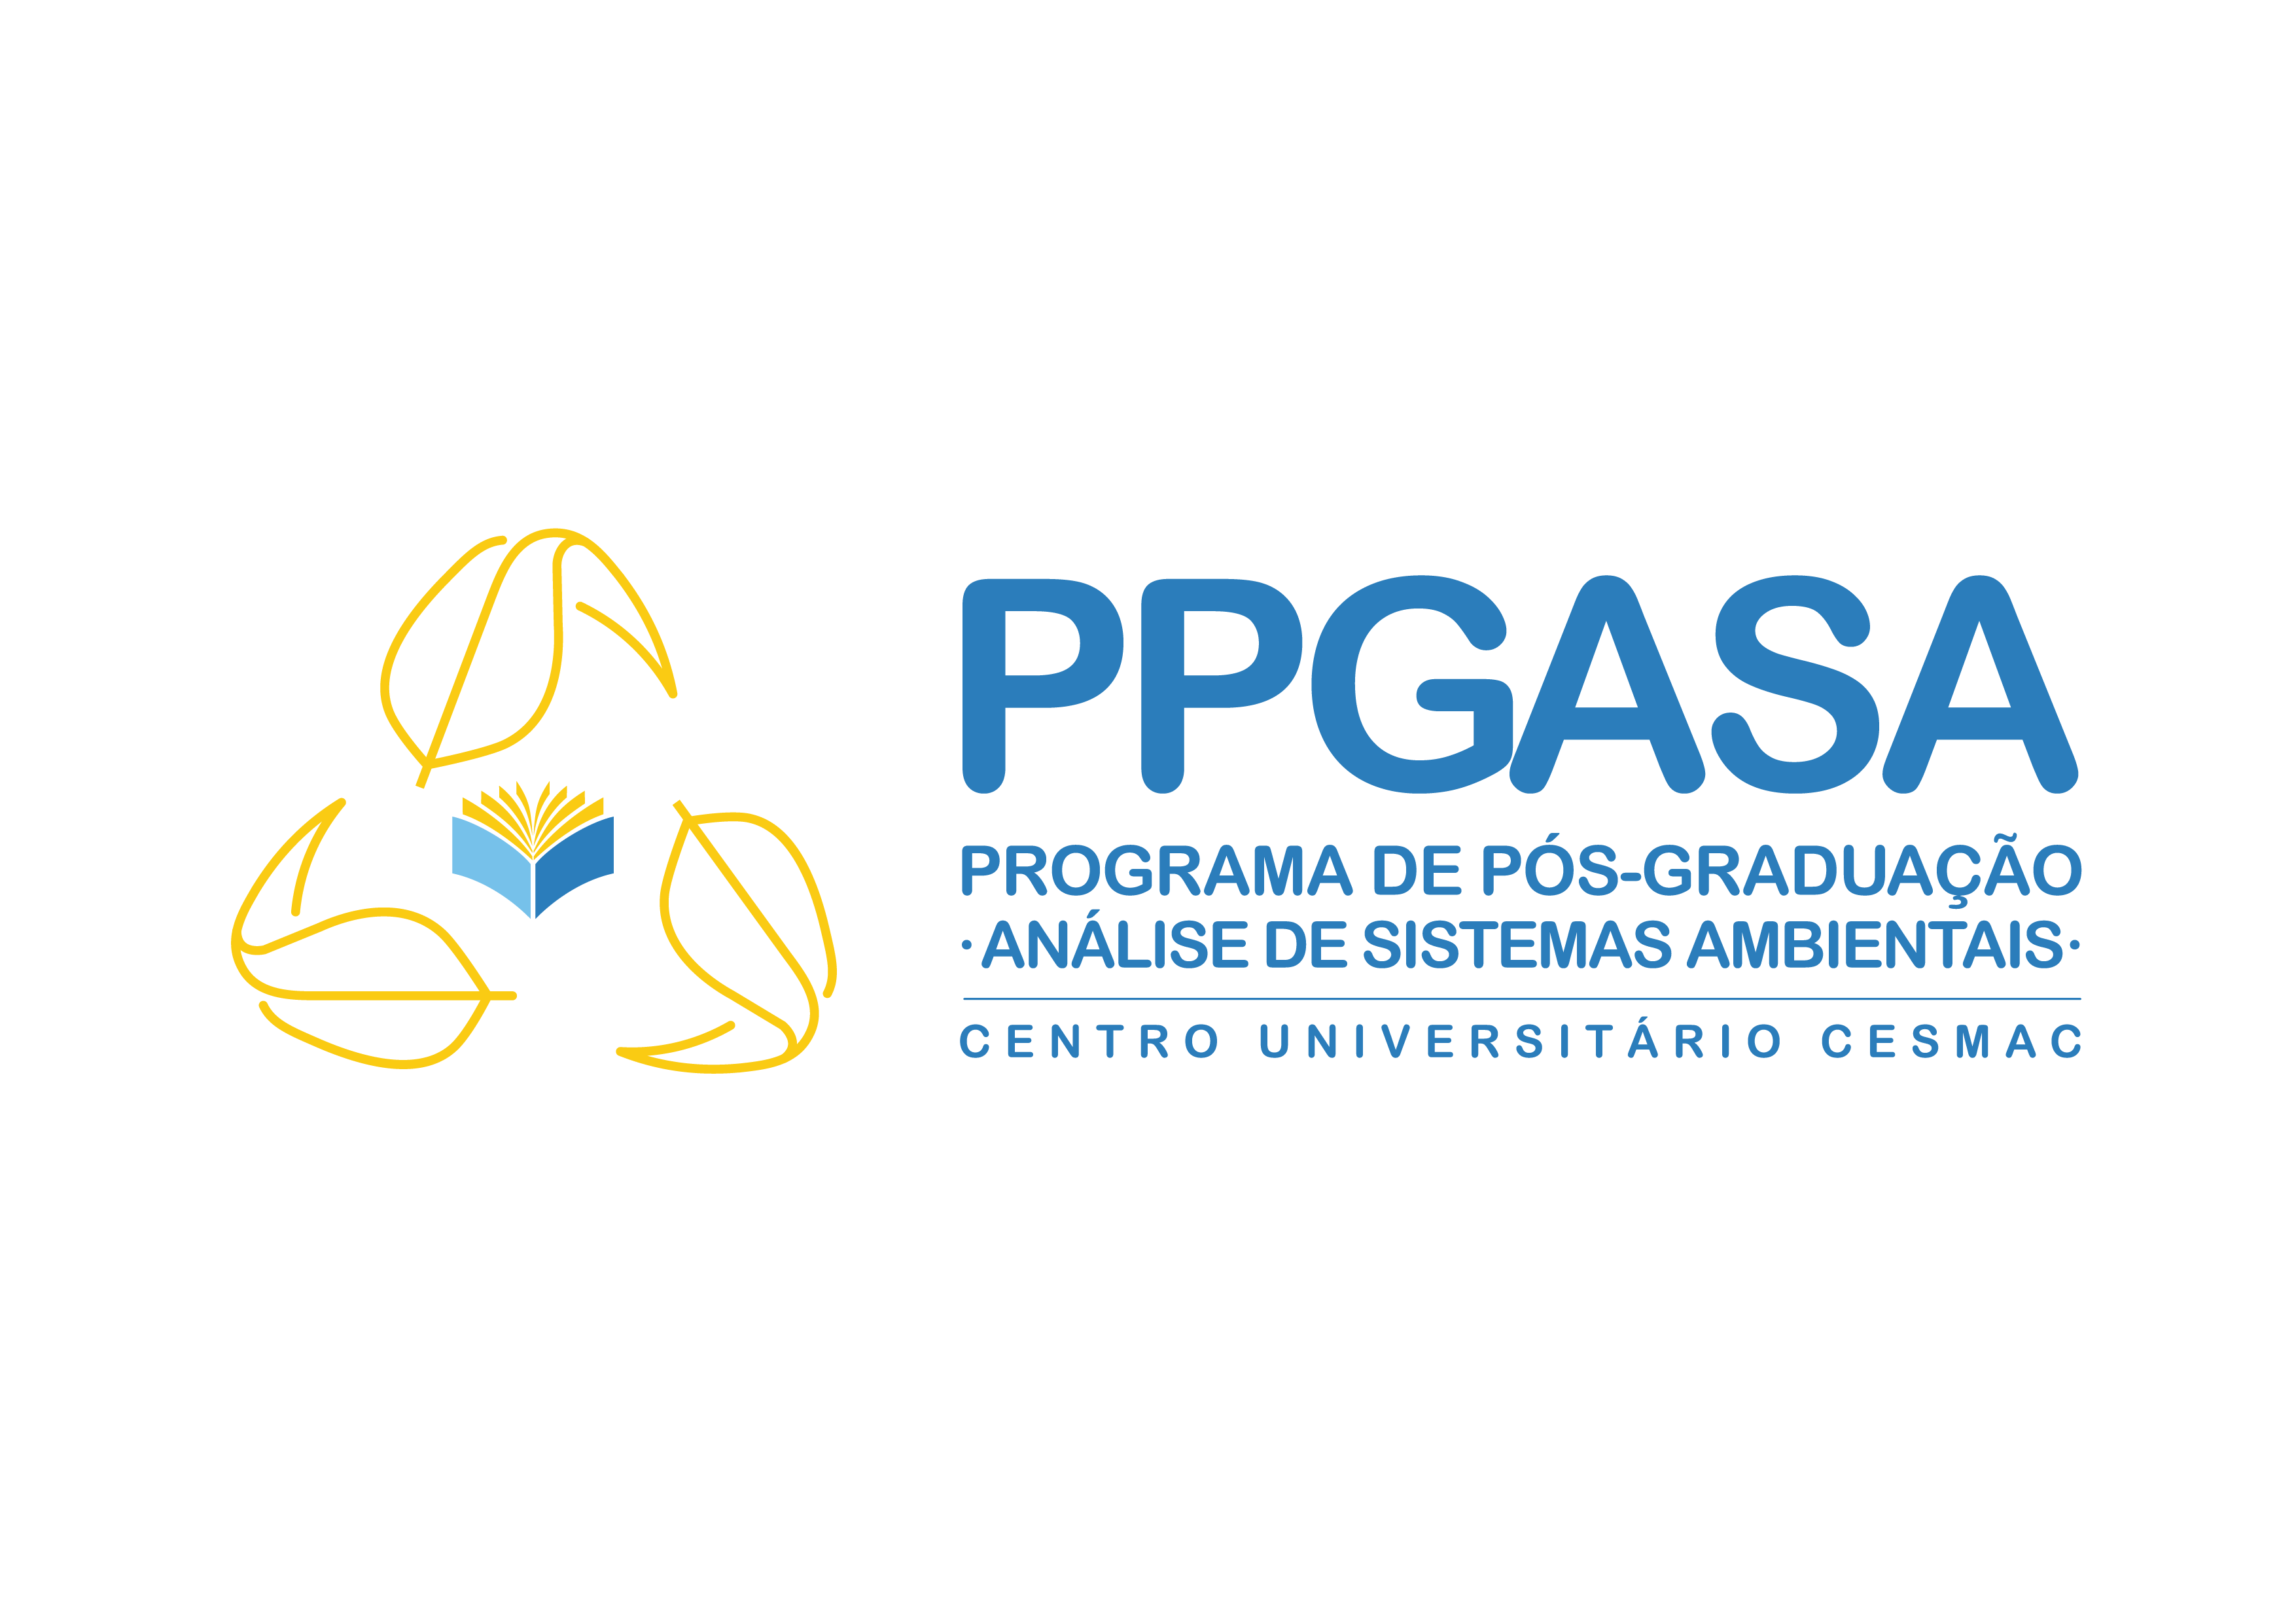 PPGASA
PROGRAMA DE PÓS-GRADUAÇÃO
· ANÁLISE DE SISTEMAS AMBIENTAIS ·
CENTRO UNIVERSITÁRIO CESMAC